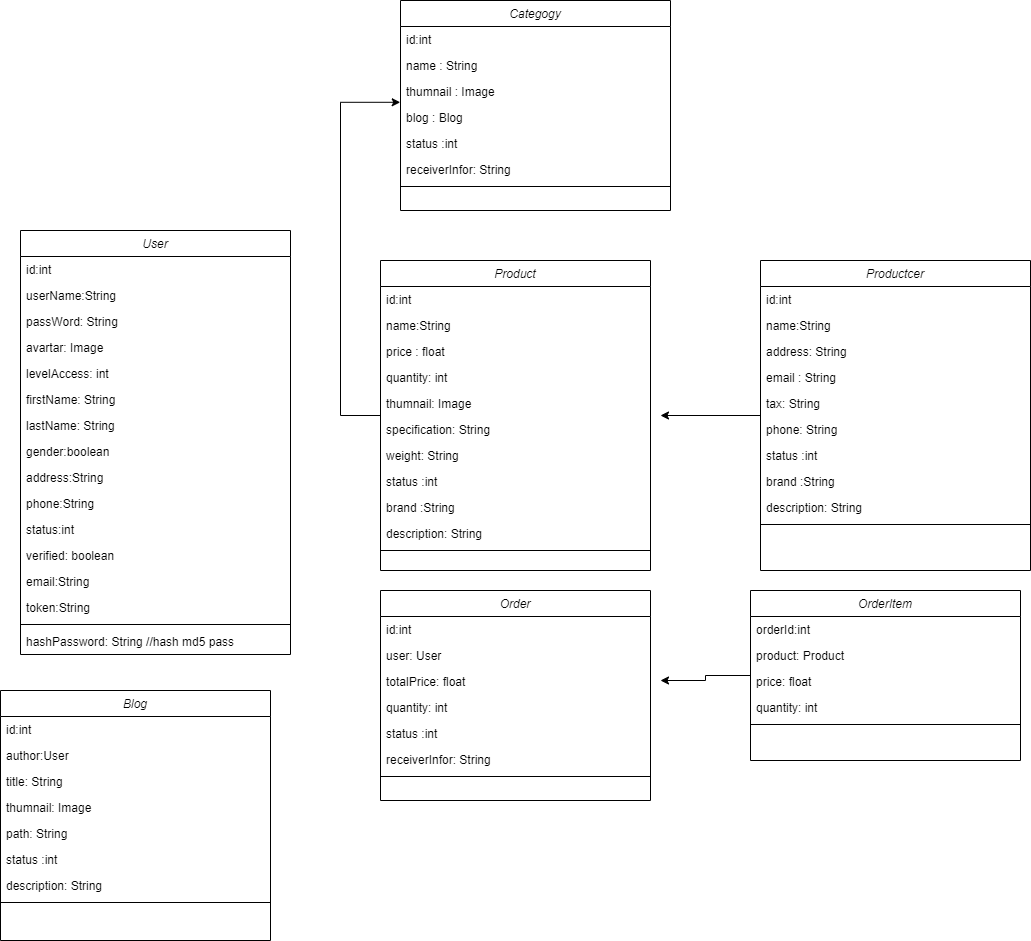 Categogy
id:int
name : String
thumnail : Image
blog : Blog
status :int
receiverInfor: String
User
id:int
userName:String
passWord: String
avartar: Image
levelAccess: int
firstName: String
lastName: String
gender:boolean
address:String
phone:String
status:int
verified: boolean
email:String
token:String
hashPassword: String //hash md5 pass
Product
id:int
name:String
price : float
quantity: int
thumnail: Image
specification: String
weight: String
status :int
brand :String
description: String
Productcer
id:int
name:String
address: String
email : String
tax: String
phone: String
status :int
brand :String
description: String
Order
id:int
user: User
totalPrice: float
quantity: int
status :int
receiverInfor: String
OrderItem
orderId:int
product: Product
price: float
quantity: int
Blog
id:int
author:User
title: String
thumnail: Image
path: String
status :int
description: String